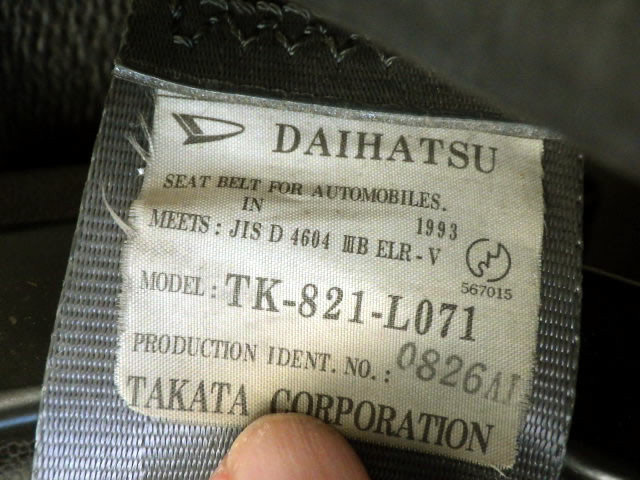 DAIHATSU
SEAT BELT FOR AUTOMOBILES.
IN 1993
MEETS: JIS D 4604 ⅢB ELR-V
567015
MODEL: TK-821-L071
PRODUCTION IDENT. NO.: 0826AI
TAKATA CORPORATION